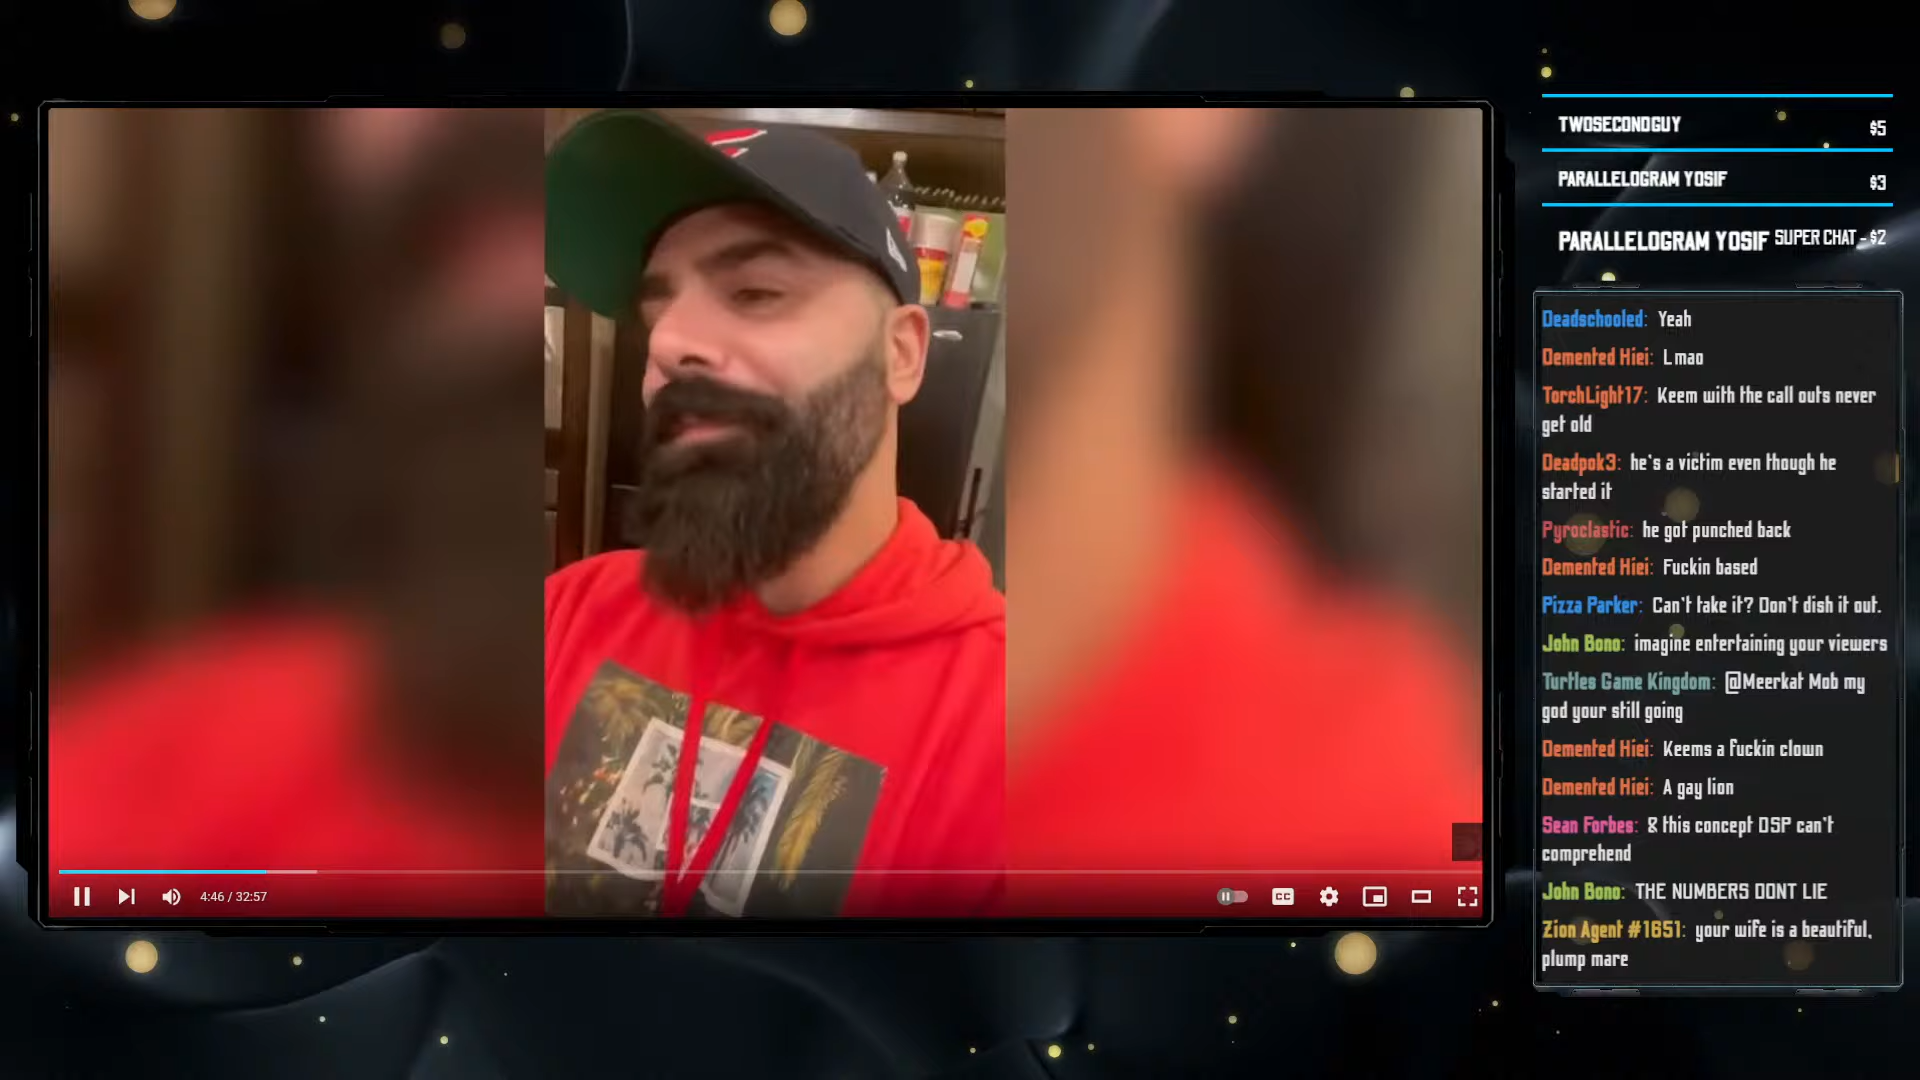 TWOSECONDGUY
$5
PARALLELOGRAM YOSIF
$3
PARALLELOGRAM YOSIF SUPER CHAT - $2
Deadschooled: Yeah
Demented Hiei: Lmao
TorchLight17: Keem with the call outs never
get old
Deadpok3: he's a victim even though he
started it
Pyroclastic: he got punched back
Demented Hiei: Fuckin based
Pizza Parker: Can't take it? Don't dish it out.
John Bono: imagine entertaining your viewers
Turtles Game Kingdom: @Meerkat Mob my
god your still going
Demented Hiei: Keems a fuckin clown
Demented Hiei: A gay lion
Sean Forbes: & this concept DSP can't
comprehend
John Bono: THE NUMBERS DONT LIE
Zion Agent #1651: your wife is a beautiful,
plump mare
4:46 / 32:57
CC